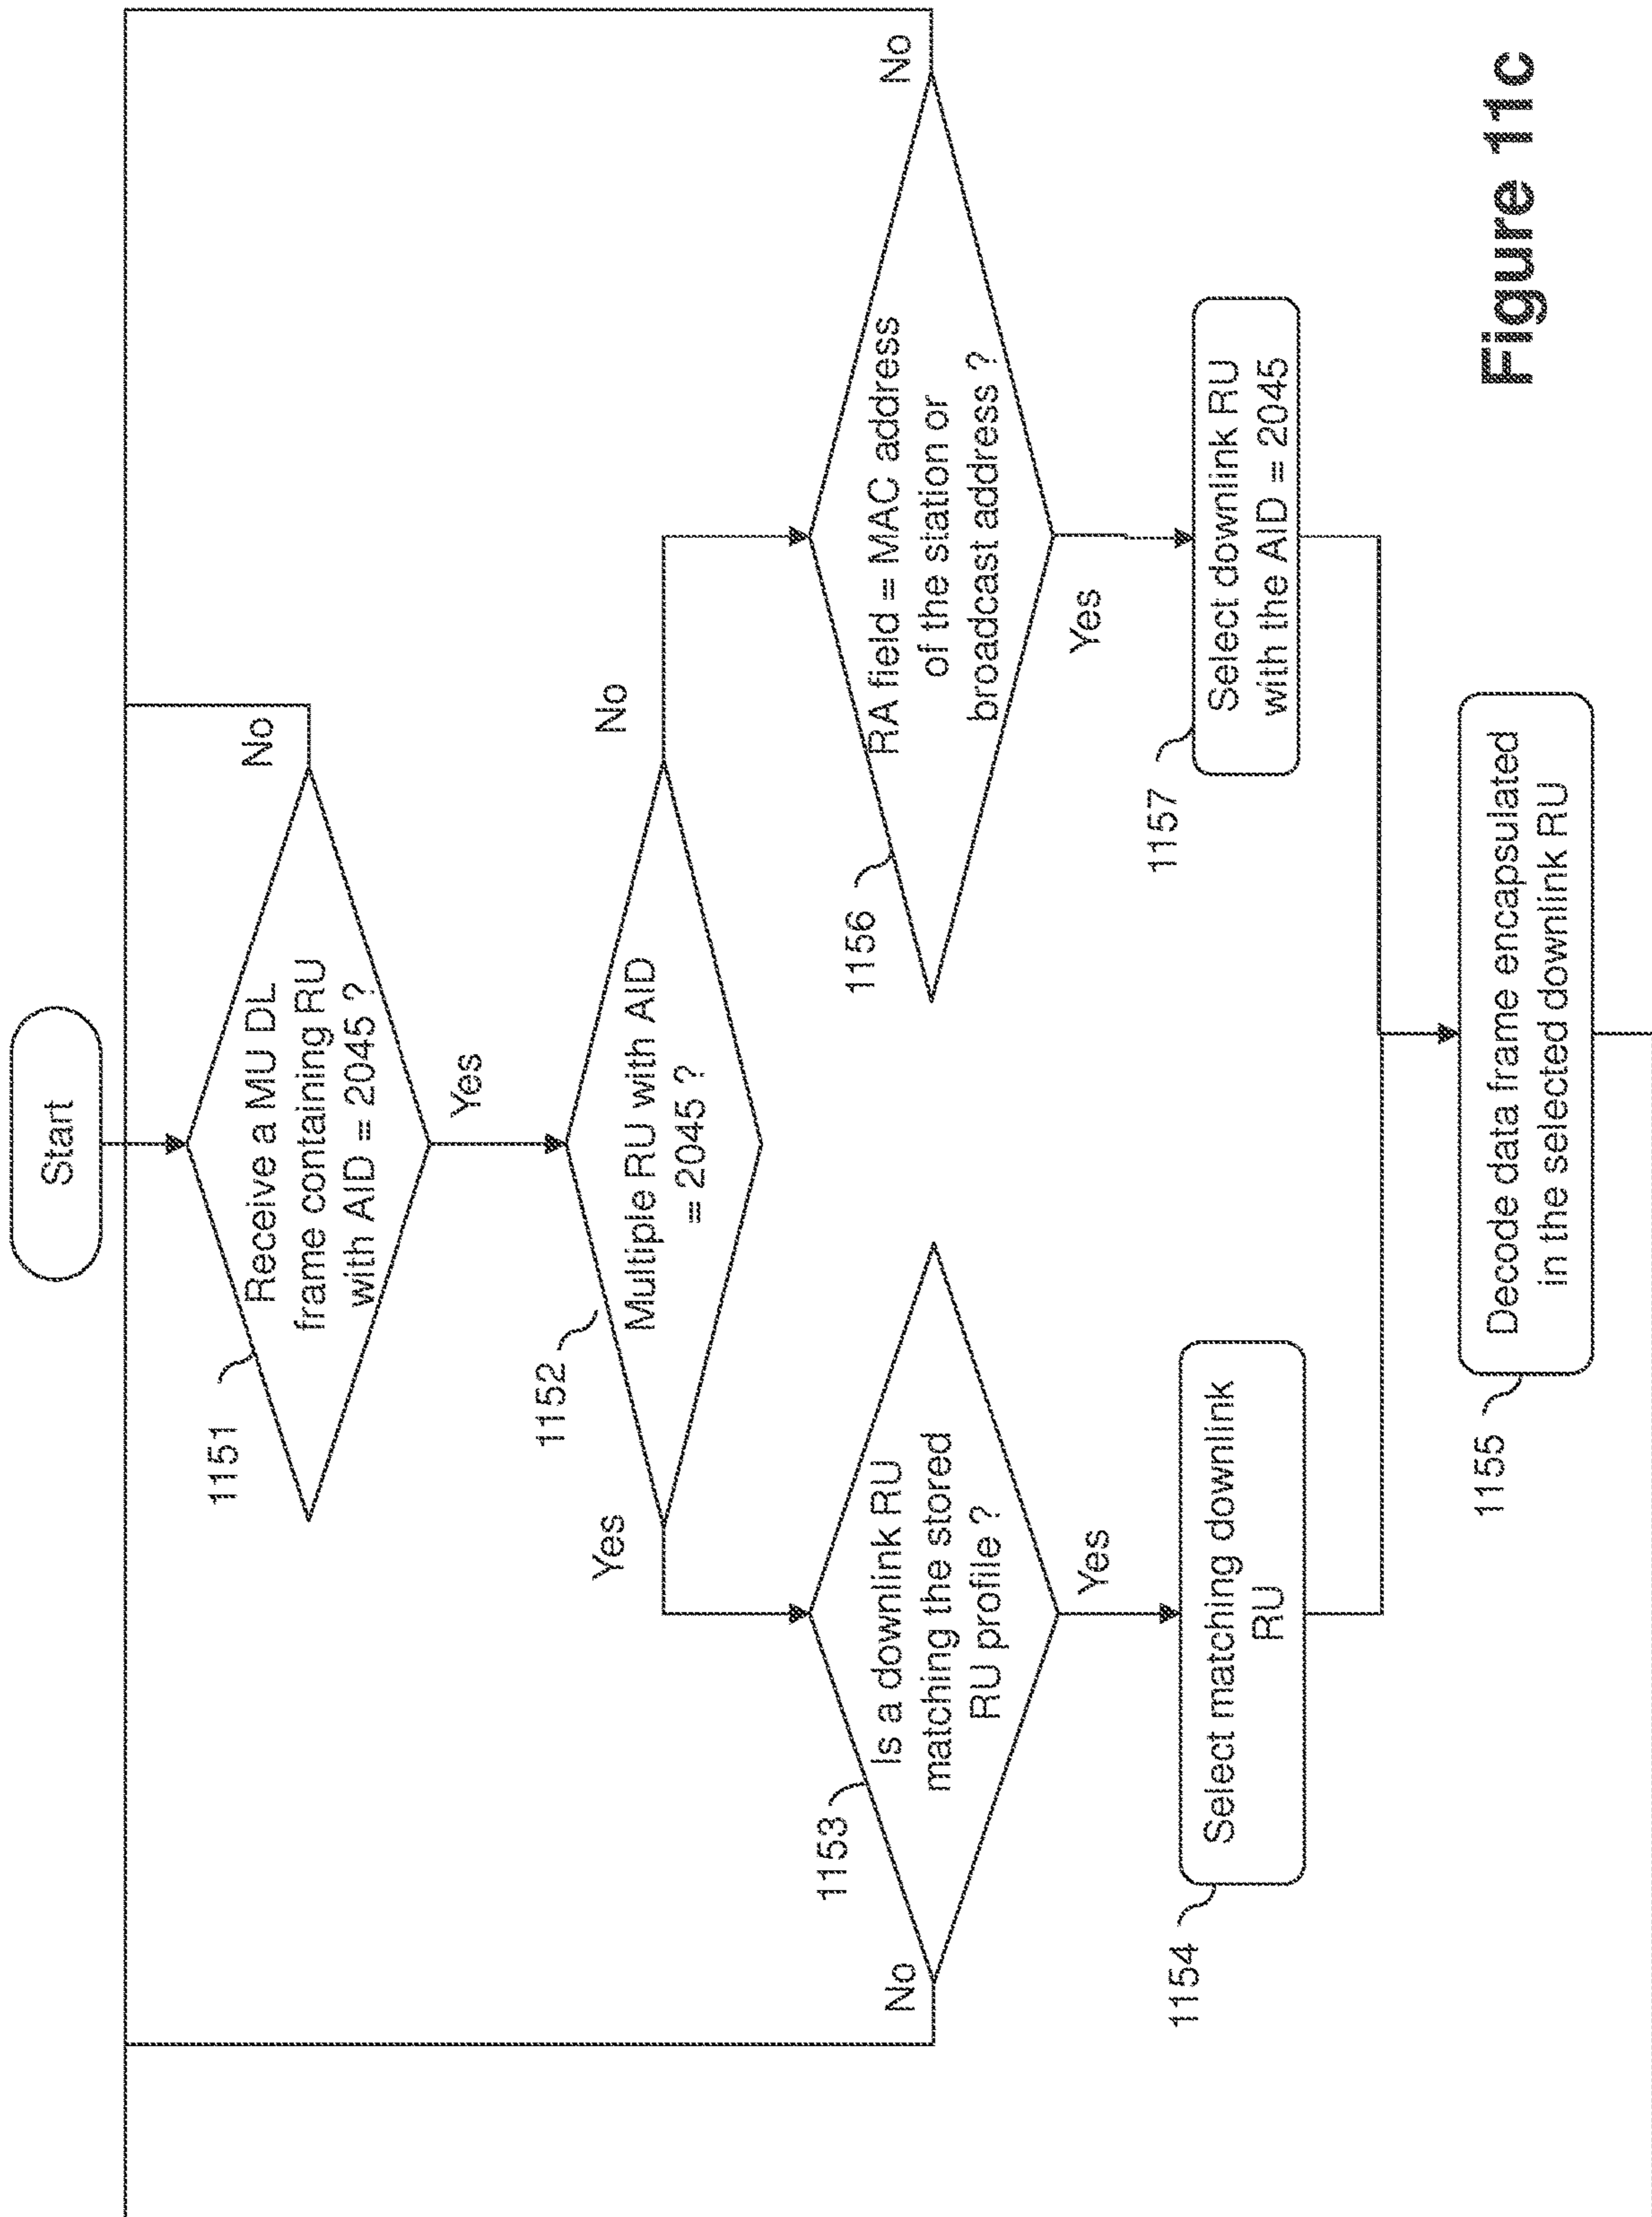 Start
1151
Receive a MU DL
frame containing RU
with AID = 2045 ?
No
Yes
1152
Multiple RU with AID
= 2045 ?
Yes
No
1153
Is a downlink RU
matching the stored
RU profile ?
No
Yes
1156
RA field = MAC address
of the station or
broadcast address ?
No
Yes
1154
Select matching downlink
RU
1157
Select downlink RU
with the AID = 2045
1155
Decode data frame encapsulated
in the selected downlink RU
Figure 11c